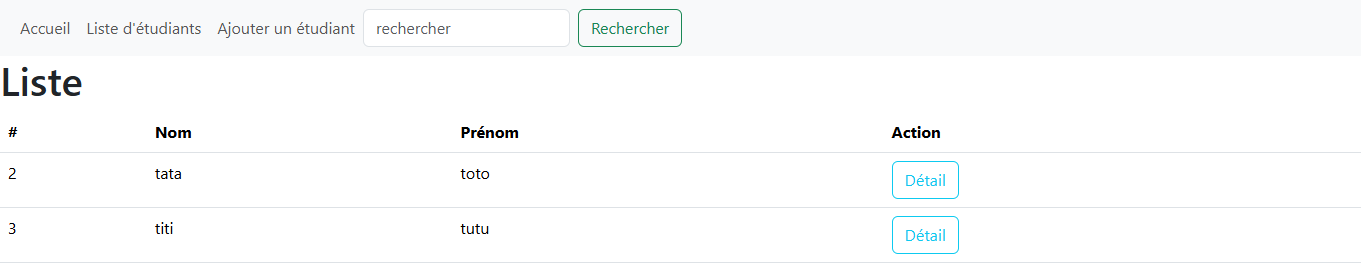 Accueil Liste d'étudiants Ajouter un étudiant rechercher Rechercher
Liste
# Nom Prénom Action
2 tata toto Détail
3 titi tutu Détail